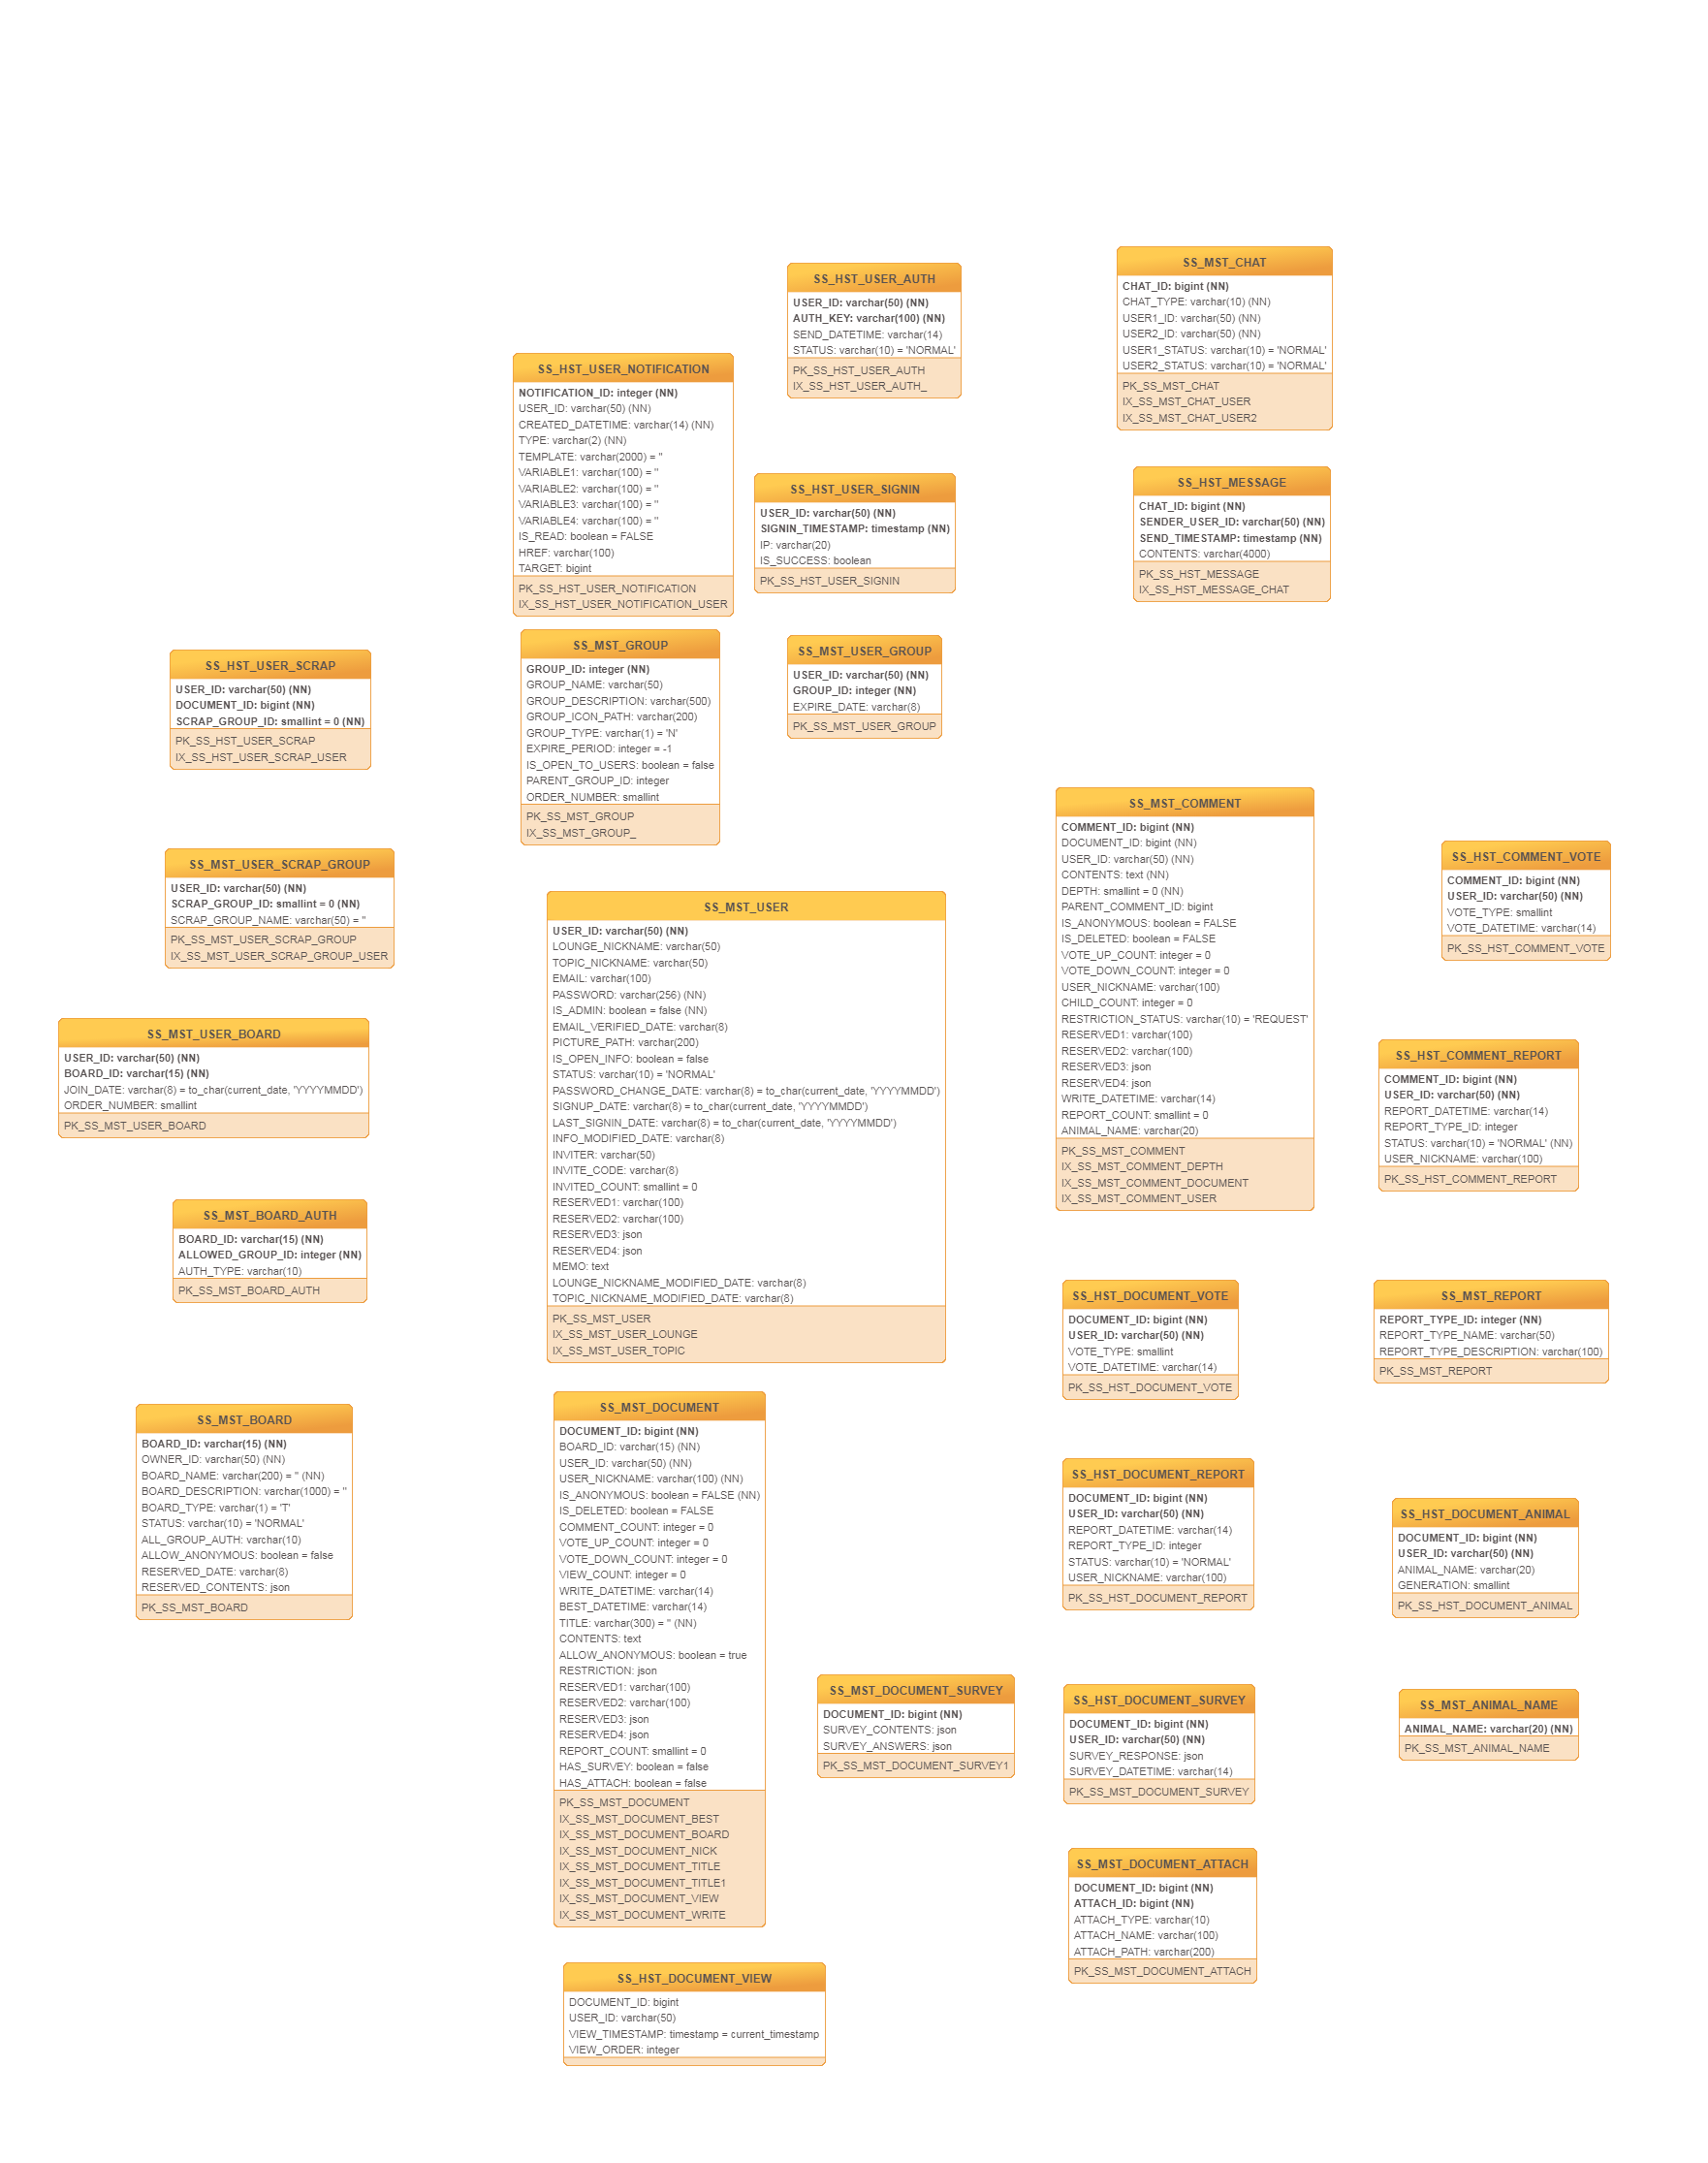 SS_MST_CHAT
CHAT_ID: bigint (NN)
CHAT_TYPE: varchar(10) (NN)
USER1_ID: varchar(50) (NN)
USER2_ID: varchar(50) (NN)
USER1_STATUS: varchar(10) = 'NORMAL'
USER2_STATUS: varchar(10) = 'NORMAL'
PK_SS_MST_CHAT
IX_SS_MST_CHAT_USER
IX_SS_MST_CHAT_USER2
SS_HST_USER_AUTH
USER_ID: varchar(50) (NN)
AUTH_KEY: varchar(100) (NN)
SEND_DATETIME: varchar(14)
STATUS: varchar(10) = 'NORMAL'
PK_SS_HST_USER_AUTH
IX_SS_HST_USER_AUTH_
SS_HST_USER_NOTIFICATION
NOTIFICATION_ID: integer (NN)
USER_ID: varchar(50) (NN)
CREATED_DATETIME: varchar(14) (NN)
TYPE: varchar(2) (NN)
TEMPLATE: varchar(2000) = ''
VARIABLE1: varchar(100) = ''
VARIABLE2: varchar(100) = ''
VARIABLE3: varchar(100) = ''
VARIABLE4: varchar(100) = ''
IS_READ: boolean = FALSE
HREF: varchar(100)
TARGET: bigint
PK_SS_HST_USER_NOTIFICATION
IX_SS_HST_USER_NOTIFICATION_USER
SS_HST_USER_SIGNIN
USER_ID: varchar(50) (NN)
SIGNIN_TIMESTAMP: timestamp (NN)
IP: varchar(20)
IS_SUCCESS: boolean
PK_SS_HST_USER_SIGNIN
SS_HST_MESSAGE
CHAT_ID: bigint (NN)
SENDER_USER_ID: varchar(50) (NN)
SEND_TIMESTAMP: timestamp (NN)
CONTENTS: varchar(4000)
PK_SS_HST_MESSAGE
IX_SS_HST_MESSAGE_CHAT
SS_HST_USER_SCRAP
USER_ID: varchar(50) (NN)
DOCUMENT_ID: bigint (NN)
SCRAP_GROUP_ID: smallint = 0 (NN)
PK_SS_HST_USER_SCRAP
IX_SS_HST_USER_SCRAP_USER
SS_MST_GROUP
GROUP_ID: integer (NN)
GROUP_NAME: varchar(50)
GROUP_DESCRIPTION: varchar(500)
GROUP_ICON_PATH: varchar(200)
GROUP_TYPE: varchar(1) = 'N'
EXPIRE_PERIOD: integer = -1
IS_OPEN_TO_USERS: boolean = false
PARENT_GROUP_ID: integer
ORDER_NUMBER: smallint
PK_SS_MST_GROUP
IX_SS_MST_GROUP_
SS_MST_USER_GROUP
USER_ID: varchar(50) (NN)
GROUP_ID: integer (NN)
EXPIRE_DATE: varchar(8)
PK_SS_MST_USER_GROUP
SS_MST_USER_SCRAP_GROUP
USER_ID: varchar(50) (NN)
SCRAP_GROUP_ID: smallint = 0 (NN)
SCRAP_GROUP_NAME: varchar(50) = ''
PK_SS_MST_USER_SCRAP_GROUP
IX_SS_MST_USER_SCRAP_GROUP_USER
SS_MST_USER_BOARD
USER_ID: varchar(50) (NN)
BOARD_ID: varchar(15) (NN)
JOIN_DATE: varchar(8) = to_char(current_date, 'YYYYMMDD')
ORDER_NUMBER: smallint
PK_SS_MST_USER_BOARD
SS_MST_BOARD_AUTH
BOARD_ID: varchar(15) (NN)
ALLOWED_GROUP_ID: integer (NN)
AUTH_TYPE: varchar(10)
PK_SS_MST_BOARD_AUTH
SS_MST_BOARD
BOARD_ID: varchar(15) (NN)
OWNER_ID: varchar(50) (NN)
BOARD_NAME: varchar(200) = '' (NN)
BOARD_DESCRIPTION: varchar(1000) = ''
BOARD_TYPE: varchar(1) = 'T'
STATUS: varchar(10) = 'NORMAL'
ALL_GROUP_AUTH: varchar(10)
ALLOW_ANONYMOUS: boolean = false
RESERVED_DATE: varchar(8)
RESERVED_CONTENTS: json
PK_SS_MST_BOARD
SS_MST_USER
USER_ID: varchar(50) (NN)
LOUNGE_NICKNAME: varchar(50)
TOPIC_NICKNAME: varchar(50)
EMAIL: varchar(100)
PASSWORD: varchar(256) (NN)
IS_ADMIN: boolean = false (NN)
EMAIL_VERIFIED_DATE: varchar(8)
PICTURE_PATH: varchar(200)
IS_OPEN_INFO: boolean = false
STATUS: varchar(10) = 'NORMAL'
PASSWORD_CHANGE_DATE: varchar(8) = to_char(current_date, 'YYYYMMDD')
SIGNUP_DATE: varchar(8) = to_char(current_date, 'YYYYMMDD')
LAST_SIGNIN_DATE: varchar(8) = to_char(current_date, 'YYYYMMDD')
INFO_MODIFIED_DATE: varchar(8)
INVITER: varchar(50)
INVITE_CODE: varchar(8)
INVITED_COUNT: smallint = 0
RESERVED1: varchar(100)
RESERVED2: varchar(100)
RESERVED3: json
RESERVED4: json
MEMO: text
LOUNGE_NICKNAME_MODIFIED_DATE: varchar(8)
TOPIC_NICKNAME_MODIFIED_DATE: varchar(8)
PK_SS_MST_USER
IX_SS_MST_USER_LOUNGE
IX_SS_MST_USER_TOPIC
SS_MST_COMMENT
COMMENT_ID: bigint (NN)
DOCUMENT_ID: bigint (NN)
USER_ID: varchar(50) (NN)
CONTENTS: text (NN)
DEPTH: smallint = 0 (NN)
PARENT_COMMENT_ID: bigint
IS_ANONYMOUS: boolean = FALSE
IS_DELETED: boolean = FALSE
VOTE_UP_COUNT: integer = 0
VOTE_DOWN_COUNT: integer = 0
USER_NICKNAME: varchar(100)
CHILD_COUNT: integer = 0
RESTRICTION_STATUS: varchar(10) = 'REQUEST'
RESERVED1: varchar(100)
RESERVED2: varchar(100)
RESERVED3: json
RESERVED4: json
WRITE_DATETIME: varchar(14)
REPORT_COUNT: smallint = 0
ANIMAL_NAME: varchar(20)
PK_SS_MST_COMMENT
IX_SS_MST_COMMENT_DEPTH
IX_SS_MST_COMMENT_DOCUMENT
IX_SS_MST_COMMENT_USER
SS_HST_COMMENT_VOTE
COMMENT_ID: bigint (NN)
USER_ID: varchar(50) (NN)
VOTE_TYPE: smallint
VOTE_DATETIME: varchar(14)
PK_SS_HST_COMMENT_VOTE
SS_HST_COMMENT_REPORT
COMMENT_ID: bigint (NN)
USER_ID: varchar(50) (NN)
REPORT_DATETIME: varchar(14)
REPORT_TYPE_ID: integer
STATUS: varchar(10) = 'NORMAL' (NN)
USER_NICKNAME: varchar(100)
PK_SS_HST_COMMENT_REPORT
SS_HST_DOCUMENT_VOTE
DOCUMENT_ID: bigint (NN)
USER_ID: varchar(50) (NN)
VOTE_TYPE: smallint
VOTE_DATETIME: varchar(14)
PK_SS_HST_DOCUMENT_VOTE
SS_MST_REPORT
REPORT_TYPE_ID: integer (NN)
REPORT_TYPE_NAME: varchar(50)
REPORT_TYPE_DESCRIPTION: varchar(100)
PK_SS_MST_REPORT
SS_MST_DOCUMENT
DOCUMENT_ID: bigint (NN)
BOARD_ID: varchar(15) (NN)
USER_ID: varchar(50) (NN)
USER_NICKNAME: varchar(100) (NN)
IS_ANONYMOUS: boolean = FALSE (NN)
IS_DELETED: boolean = FALSE
COMMENT_COUNT: integer = 0
VOTE_UP_COUNT: integer = 0
VOTE_DOWN_COUNT: integer = 0
VIEW_COUNT: integer = 0
WRITE_DATETIME: varchar(14)
BEST_DATETIME: varchar(14)
TITLE: varchar(300) = '' (NN)
CONTENTS: text
ALLOW_ANONYMOUS: boolean = true
RESTRICTION: json
RESERVED1: varchar(100)
RESERVED2: varchar(100)
RESERVED3: json
RESERVED4: json
REPORT_COUNT: smallint = 0
HAS_SURVEY: boolean = false
HAS_ATTACH: boolean = false
PK_SS_MST_DOCUMENT
IX_SS_MST_DOCUMENT_BEST
IX_SS_MST_DOCUMENT_BOARD
IX_SS_MST_DOCUMENT_NICK
IX_SS_MST_DOCUMENT_TITLE
IX_SS_MST_DOCUMENT_TITLE1
IX_SS_MST_DOCUMENT_VIEW
IX_SS_MST_DOCUMENT_WRITE
SS_HST_DOCUMENT_REPORT
DOCUMENT_ID: bigint (NN)
USER_ID: varchar(50) (NN)
REPORT_DATETIME: varchar(14)
REPORT_TYPE_ID: integer
STATUS: varchar(10) = 'NORMAL'
USER_NICKNAME: varchar(100)
PK_SS_HST_DOCUMENT_REPORT
SS_HST_DOCUMENT_ANIMAL
DOCUMENT_ID: bigint (NN)
USER_ID: varchar(50) (NN)
ANIMAL_NAME: varchar(20)
GENERATION: smallint
PK_SS_HST_DOCUMENT_ANIMAL
SS_MST_DOCUMENT_SURVEY
DOCUMENT_ID: bigint (NN)
SURVEY_CONTENTS: json
SURVEY_ANSWERS: json
PK_SS_MST_DOCUMENT_SURVEY1
SS_HST_DOCUMENT_SURVEY
DOCUMENT_ID: bigint (NN)
USER_ID: varchar(50) (NN)
SURVEY_RESPONSE: json
SURVEY_DATETIME: varchar(14)
PK_SS_MST_DOCUMENT_SURVEY
SS_MST_ANIMAL_NAME
ANIMAL_NAME: varchar(20) (NN)
PK_SS_MST_ANIMAL_NAME
SS_MST_DOCUMENT_ATTACH
DOCUMENT_ID: bigint (NN)
ATTACH_ID: bigint (NN)
ATTACH_TYPE: varchar(10)
ATTACH_NAME: varchar(100)
ATTACH_PATH: varchar(200)
PK_SS_MST_DOCUMENT_ATTACH
SS_HST_DOCUMENT_VIEW
DOCUMENT_ID: bigint
USER_ID: varchar(50)
VIEW_TIMESTAMP: timestamp = current_timestamp
VIEW_ORDER: integer